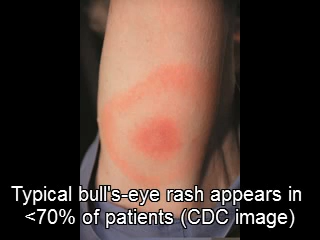 Typical bull's-eye rash appears in
<70% of patients (CDC image)